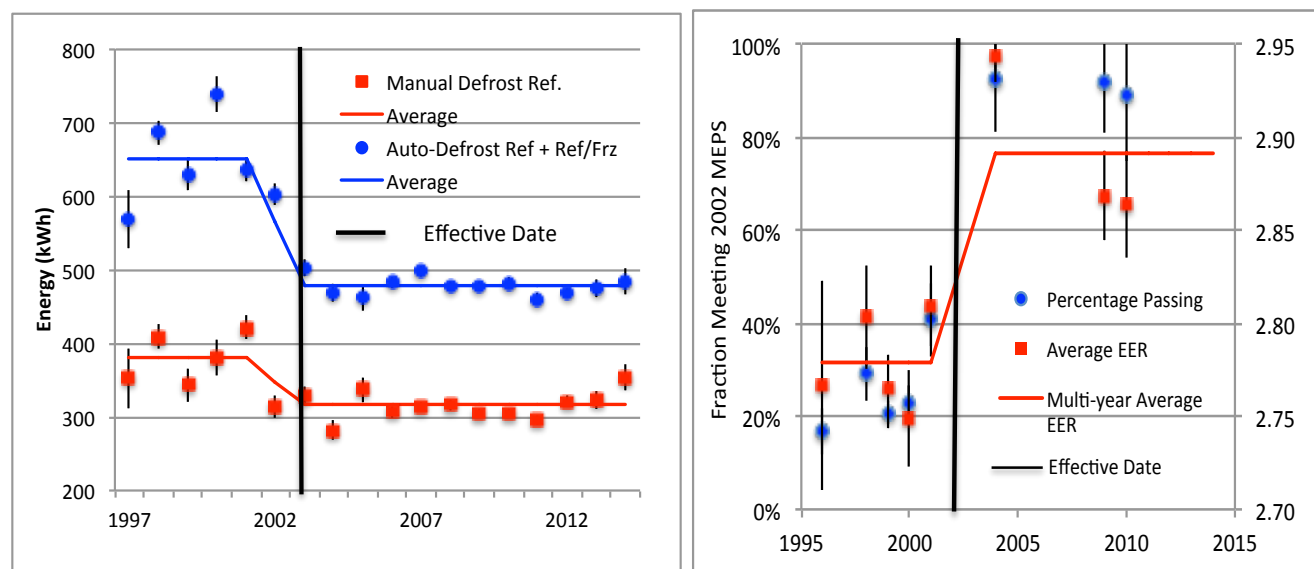 800
700
600
500
400
300
200
Energy (kWh)
Manual Defrost Ref.
Average
Auto-Defrost Ref + Ref/Frz
Average
Effective Date
1997 2002 2007 2012
100%
80%
60%
40%
20%
0%
Fraction Meeting 2002 MEPS
Percentage Passing
Average EER
Multi-year Average
EER
Effective Date
2.95
2.90
2.85
2.80
2.75
2.70
1995 2000 2005 2010 2015